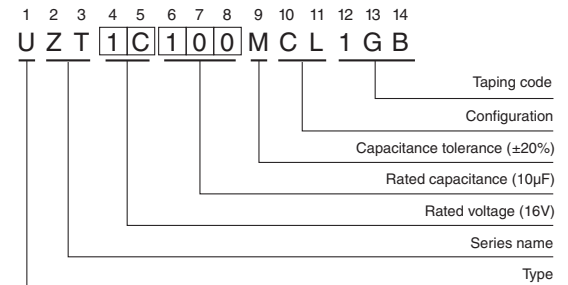 1 2 3 4 5 6 7 8 9 10 11 12 13 14
U Z T 1 C 1 0 0 M C L 1 G B
Taping code
Configuration
Capacitance tolerance (±20%)
Rated capacitance (10µF)
Rated voltage (16V)
Series name
Type